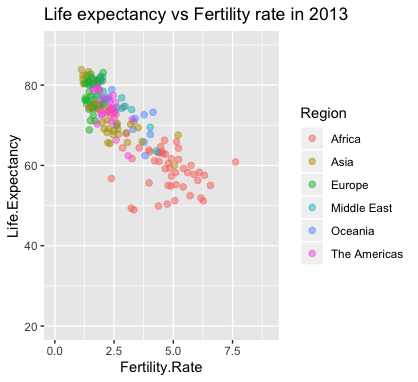 Life expectancy vs Fertility rate in 2013
80
60
40
20
Life.Expectancy
0.0 2.5 5.0 7.5
Fertility.Rate
Region
Africa
Asia
Europe
Middle East
Oceania
The Americas